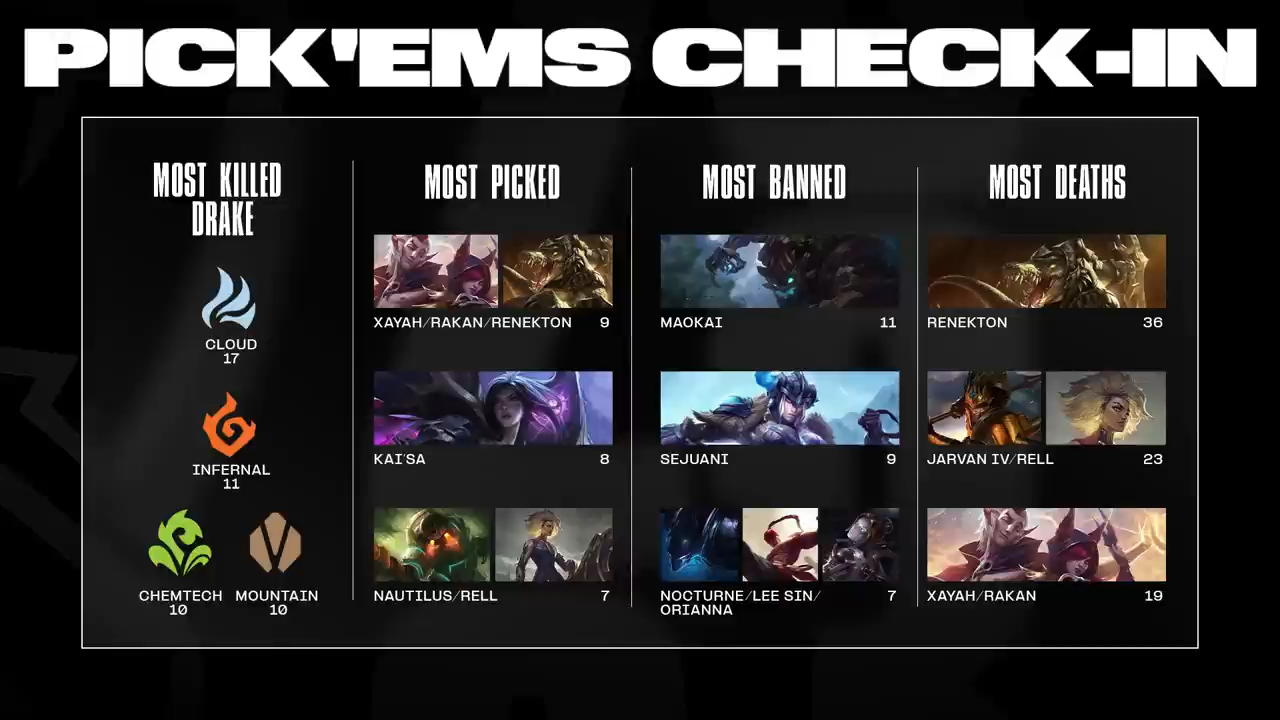 PICK'EMS CHECK-IN
MOST KILLED
DRAKE
CLOUD
17
INFERNAL
11
CHEMTECH
10
MOUNTAIN
10
MOST PICKED
XAYAH/RAKAN/RENEKTON 9
KAI'SA 8
NAUTILUS/RELL 7
MOST BANNED
MAOKAI 11
SEJUANI 9
NOCTURNE/LEE SIN/ 7
ORIANNA
MOST DEATHS
RENEKTON 36
JARVAN IV/RELL 23
XAYAH/RAKAN 19